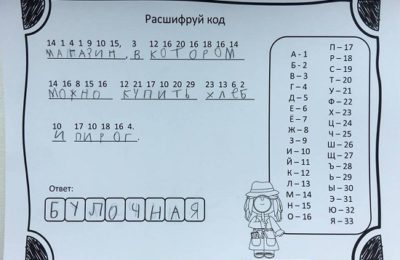 Расшифруй код
14 1 4 1 9 10 15, 3 12 16 20 16 18 16 14
МАГАЗИН, В КОТОРОМ
14 16 8 15 16 12 21 17 10 20 29 23 13 6 2
МОЖНО КУПИТЬ ХЛЕБ
10 17 10 18 16 4.
И ПИРОГ.
Ответ:
БУЛОЧНАЯ
А - 1
Б - 2
В – 3
Г – 4
Д – 5
Е – 6
Ё – 7
Ж – 8
З – 9
И – 10
Й – 11
К – 12
Л – 13
М – 14
Н – 15
О – 16
П – 17
Р – 18
С – 19
Т – 20
У – 21
Ф – 22
Х – 23
Ц – 24
Ч – 25
Ш – 26
Щ – 27
Ъ – 28
Ь – 29
Ы – 30
Э – 31
Ю – 32
Я – 33